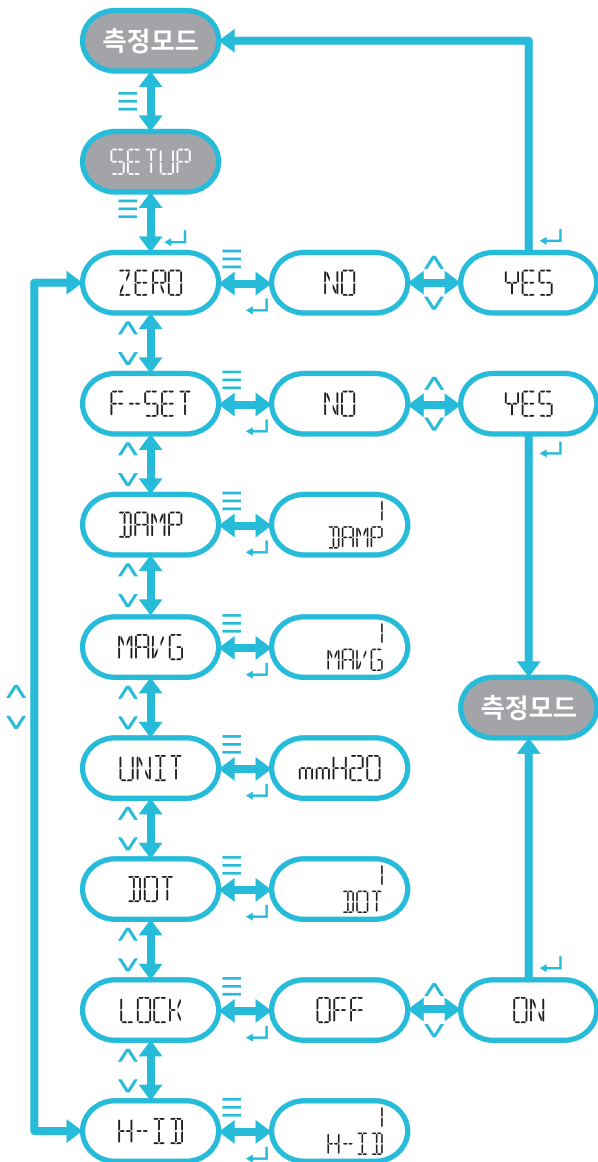 측정모드
SETUP
ZERO
NO
YES
F-SET
NO
YES
DAMP
1
DAMP
MAVG
1
MAVG
측정모드
UNIT
mmH2O
DOT
1
DOT
LOCK
OFF
ON
H-ID
1
H-ID